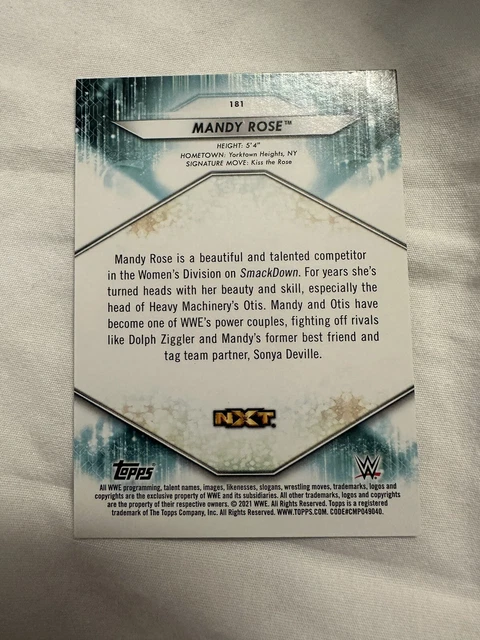 181
MANDY ROSE™
HEIGHT: 5'4"
HOMETOWN: Yorktown Heights, NY
SIGNATURE MOVE: Kiss the Rose
Mandy Rose is a beautiful and talented competitor
in the Women's Division on SmackDown. For years she's
turned heads with her beauty and skill, especially the
head of Heavy Machinery's Otis. Mandy and Otis have
become one of WWE's power couples, fighting off rivals
like Dolph Ziggler and Mandy's former best friend and
tag team partner, Sonya Deville.
NXT
Topps
W
All WWE programming, talent names, images, likenesses, slogans, wrestling moves, trademarks, logos and
copyrights are the exclusive property of WWE and its subsidiaries. All other trademarks, logos and copyrights
are the property of their respective owners. © 2021 WWE. All Rights Reserved. Topps is a registered
trademark of The Topps Company, Inc. All Rights Reserved. WWW.TOPPS.COM. CODE#CMP049040.